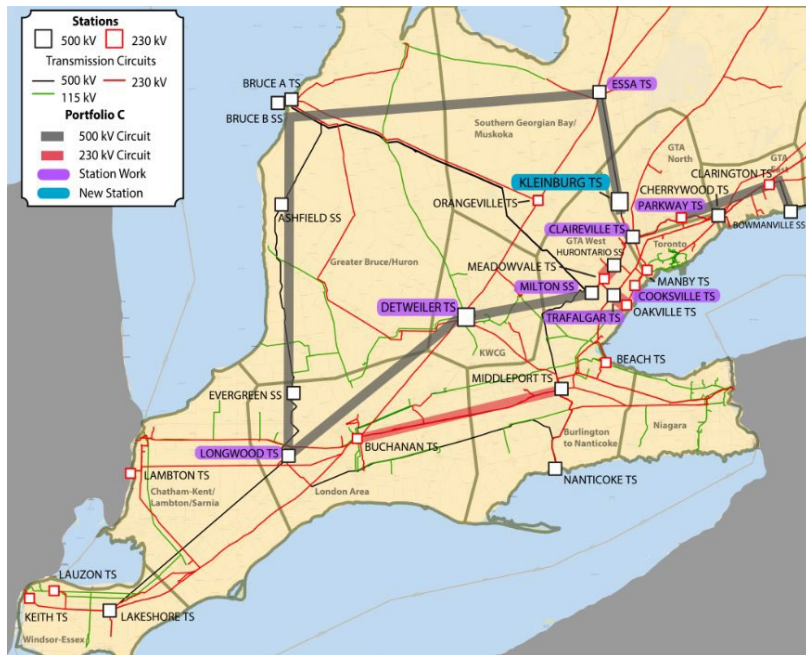 Stations
500 kV
230 kV
Transmission Circuits
500 kV
230 kV
115 kV
Portfolio C
500 kV Circuit
230 kV Circuit
Station Work
New Station
BRUCE A TS
BRUCE B SS
ESSA TS
Southern Georgian Bay/
Muskoka
GTA
North
GTA
East
KLEINBURG TS
CLARINGTON TS
CHERRYWOOD TS
PARKWAY TS
ORANGEVILLE TS
ASHFIELD SS
BOWMANVILLE SS
CLAIREVILLE TS
GTA West
HURONTARIO SS
Toronto
Greater Bruce/Huron
MEADOWVALE TS
MANBY TS
MILTON SS
COOKSVILLE TS
DETWEILER TS
TRAFALGAR TS
OAKVILLE TS
KWCG
BEACH TS
MIDDLEPORT TS
EVERGREEN SS
Niagara
Burlington
to Nanticoke
BUCHANAN TS
LONGWOOD TS
LAMBTON TS
NANTICOKE TS
Chatham-Kent/
Lambton/Sarnia
London Area
LAUZON TS
KEITH TS
LAKESHORE TS
Windsor-Essex